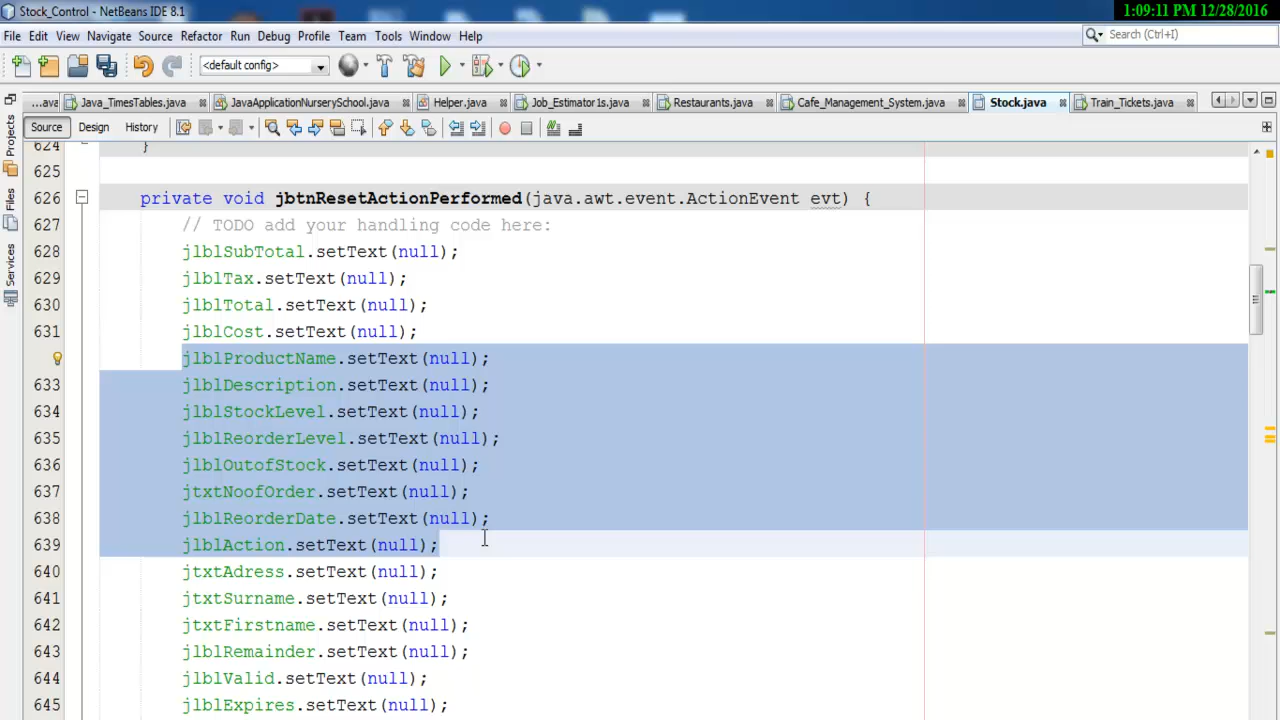 Stock_Control - NetBeans IDE 8.1
1:09:11 PM 12/28/2016
File Edit View Navigate Source Refactor Run Debug Profile Team Tools Window Help
Search (Ctrl+I)
<default config>
...ava Java_TimesTables.java JavaApplicationNurserySchool.java Helper.java Job_Estimator1s.java Restaurants.java Cafe_Management_System.java Stock.java Train_Tickets.java
Source Design History
Projects
Files
Services
624 }
625
626 private void jbtnResetActionPerformed(java.awt.event.ActionEvent evt) {
627 // TODO add your handling code here:
628 jlblSubTotal.setText(null);
629 jlblTax.setText(null);
630 jlblTotal.setText(null);
631 jlblCost.setText(null);
jlblProductName.setText(null);
633 jlblDescription.setText(null);
634 jlblStockLevel.setText(null);
635 jlblReorderLevel.setText(null);
636 jlblOutofStock.setText(null);
637 jtxtNoofOrder.setText(null);
638 jlblReorderDate.setText(null);
639 jlblAction.setText(null);
640 jtxtAdress.setText(null);
641 jtxtSurname.setText(null);
642 jtxtFirstname.setText(null);
643 jlblRemainder.setText(null);
644 jlblValid.setText(null);
645 jlblExpires.setText(null);